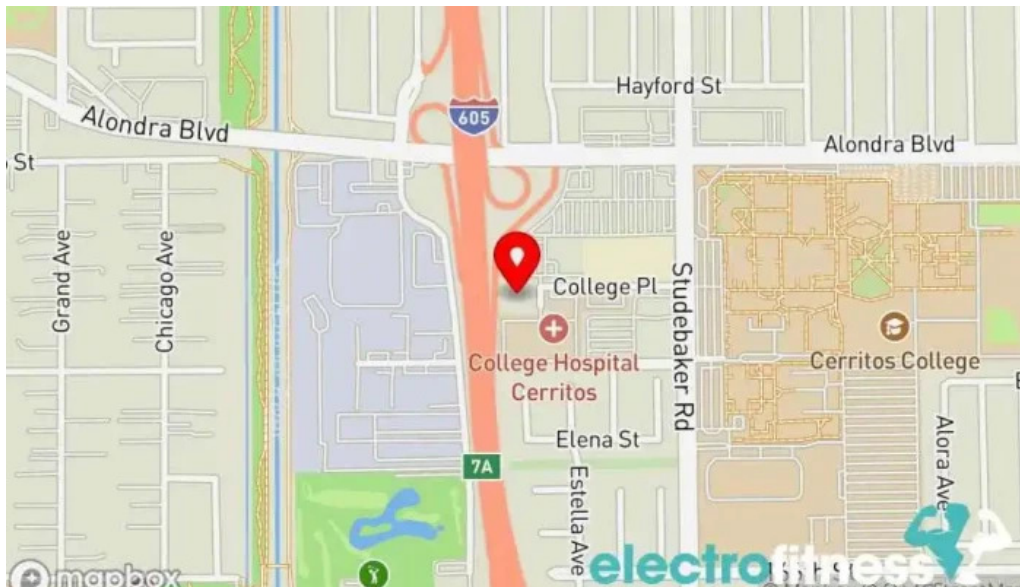 Hayford St
605
Alondra Blvd
Alondra Blvd
St
Grand Ave
Chicago Ave
College Pl
Studebaker Rd
College Hospital
Cerritos
Cerritos College
Elena St
7A
Estella Ave
Alora Ave
mapbox
electrofitness